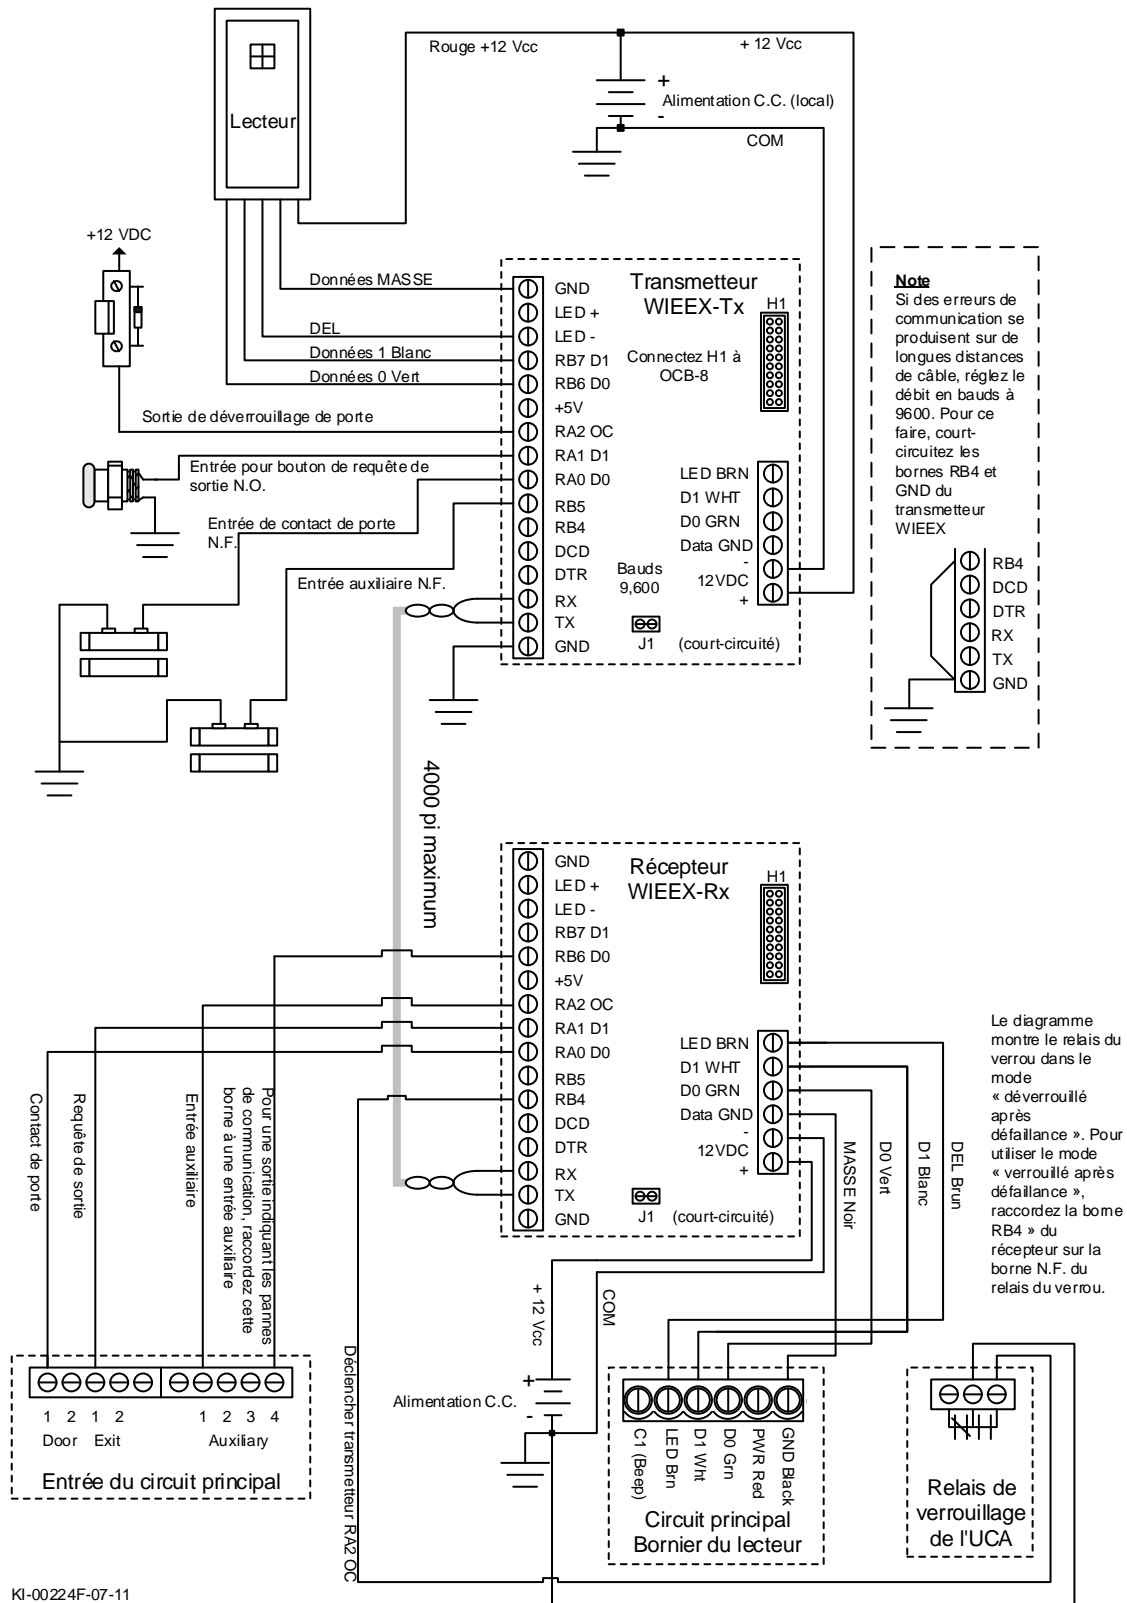 Rouge +12 Vcc
+ 12 Vcc
Lecteur
+
Alimentation C.C. (local)
-
COM
+12 VDC
Données MASSE
DEL
Données 1 Blanc
Données 0 Vert
Sortie de déverrouillage de porte
Entrée pour bouton de requête de
sortie N.O.
Entrée de contact de porte
N.F.
Entrée auxiliaire N.F.
GND
LED +
LED -
RB7 D1
RB6 D0
+5V
RA2 OC
RA1 D1
RA0 D0
RB5
RB4
DCD
DTR
RX
TX
GND
Transmetteur
WIEEX-Tx
H1
Connectez H1 à
OCB-8
LED BRN
D1 WHT
D0 GRN
Data GND
-
12VDC
+
Bauds
9,600
J1
(court-circuité)
Note
Si des erreurs de
communication se
produisent sur de
longues distances
de câble, réglez le
débit en bauds à
9600. Pour ce
faire, court-
circuitez les
bornes RB4 et
GND du
transmetteur
WIEEX
RB4
DCD
DTR
RX
TX
GND
4000 pi maximum
GND
LED +
LED -
RB7 D1
RB6 D0
+5V
RA2 OC
RA1 D1
RA0 D0
RB5
RB4
DCD
DTR
RX
TX
GND
Récepteur
WIEEX-Rx
H1
LED BRN
D1 WHT
D0 GRN
Data GND
-
12VDC
+
J1
(court-circuité)
Le diagramme
montre le relais du
verrou dans le
mode
« déverrouillé
après
défaillance ». Pour
utiliser le mode
« verrouillé après
défaillance »,
raccordez la borne
RB4 » du
récepteur sur la
borne N.F. du
relais du verrou.
Contact de porte
Requête de sortie
Entrée auxiliaire
Pour une sortie indiquant les pannes
de communication, raccordez cette
borne à une entrée auxiliaire
MASSE Noir
D0 Vert
D1 Blanc
DEL Brun
+ 12 Vcc
COM
Déclencher transmetteur RA2 OC
+
Alimentation C.C.
-
1 2 1 2 1 2 3 4
Door Exit Auxiliary
Entrée du circuit principal
C1 (Beep)
LED Brn
D1 Wht
D0 Grn
PWR Red
GND Black
Circuit principal
Bornier du lecteur
Relais de
verrouillage
de l'UCA
KI-00224F-07-11